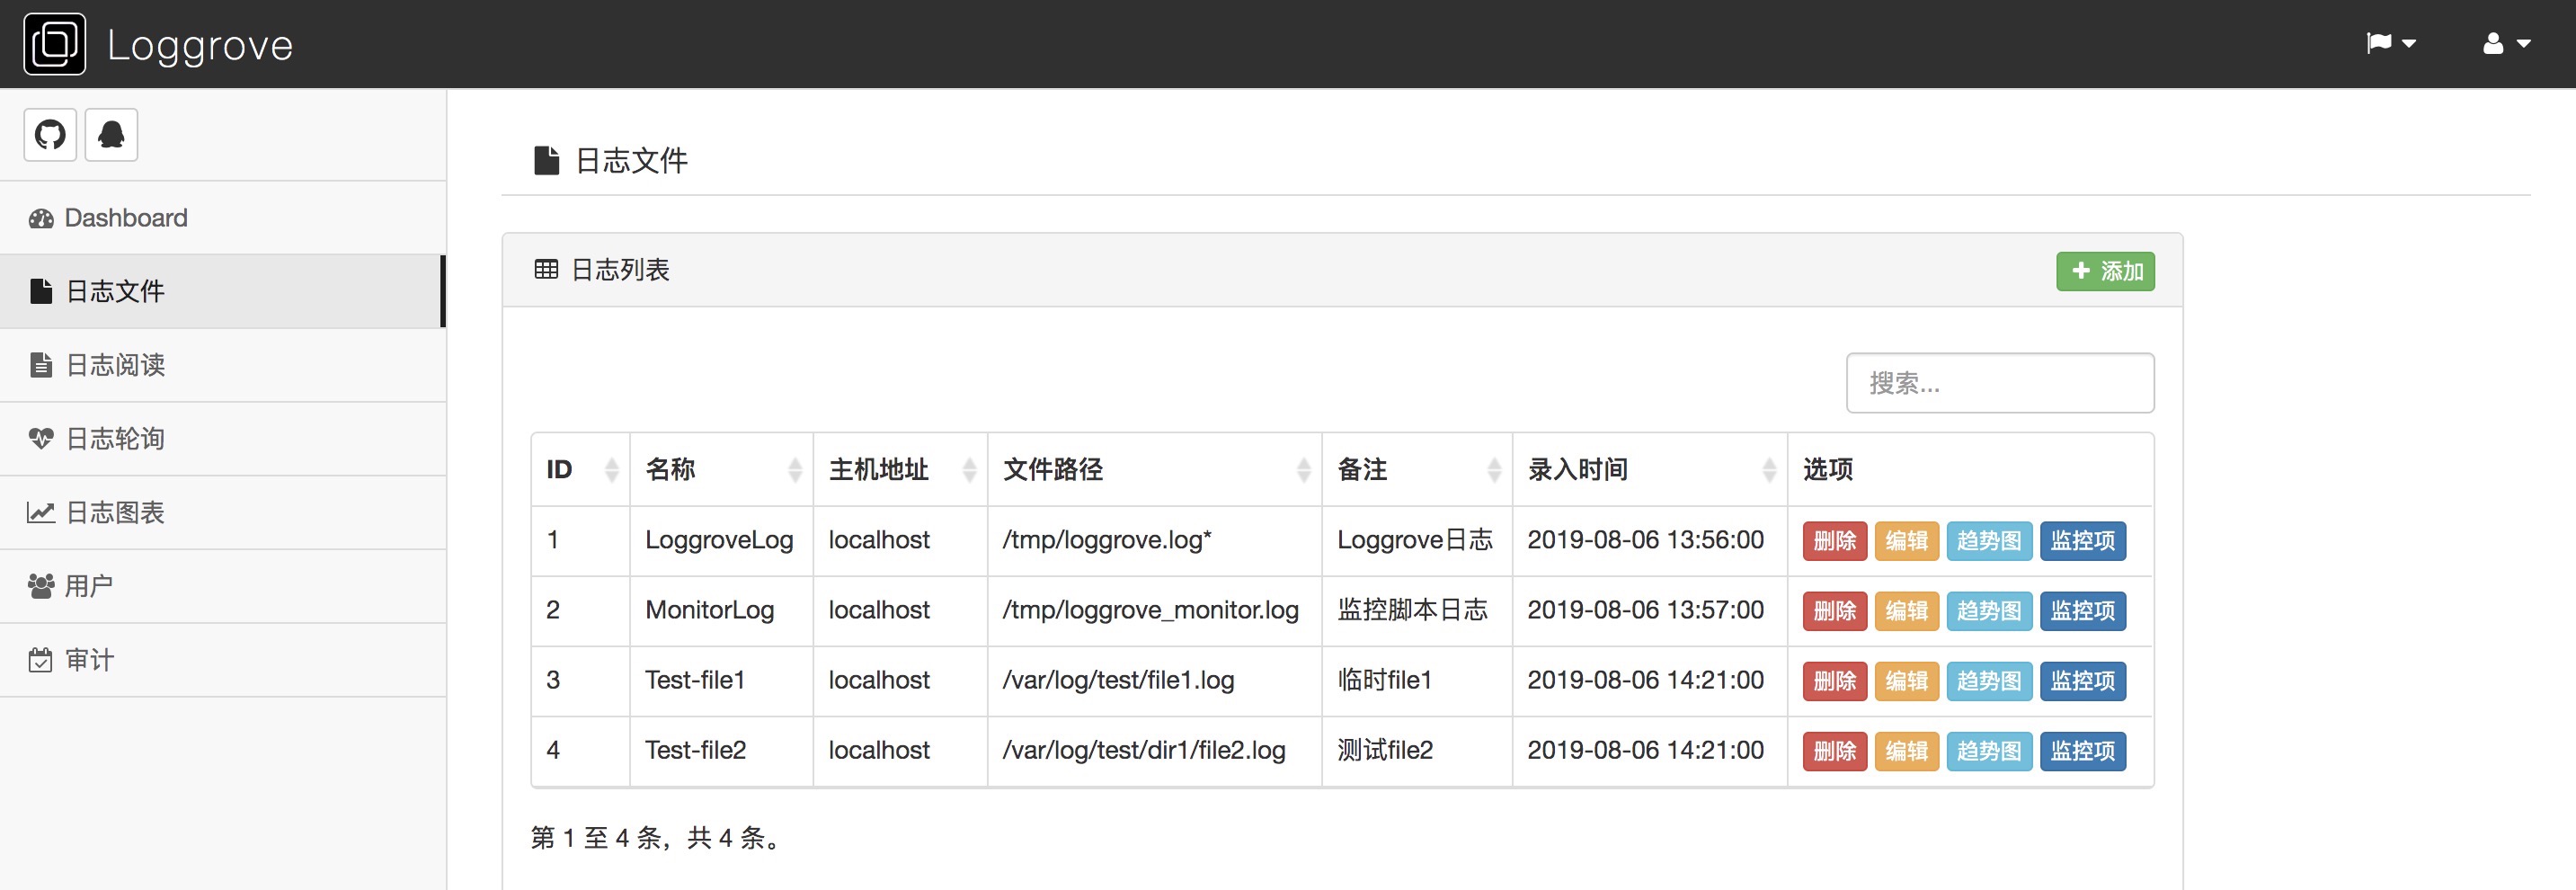 Loggrove
Dashboard
日志文件
日志阅读
日志轮询
日志图表
用户
审计
日志文件
日志列表
添加
搜索...
ID 名称 主机地址 文件路径 备注 录入时间 选项
1 LoggroveLog localhost /tmp/loggrove.log* Loggrove日志 2019-08-06 13:56:00 删除 编辑 趋势图 监控项
2 MonitorLog localhost /tmp/loggrove_monitor.log 监控脚本日志 2019-08-06 13:57:00 删除 编辑 趋势图 监控项
3 Test-file1 localhost /var/log/test/file1.log 临时file1 2019-08-06 14:21:00 删除 编辑 趋势图 监控项
4 Test-file2 localhost /var/log/test/dir1/file2.log 测试file2 2019-08-06 14:21:00 删除 编辑 趋势图 监控项
第 1 至 4 条，共 4 条。